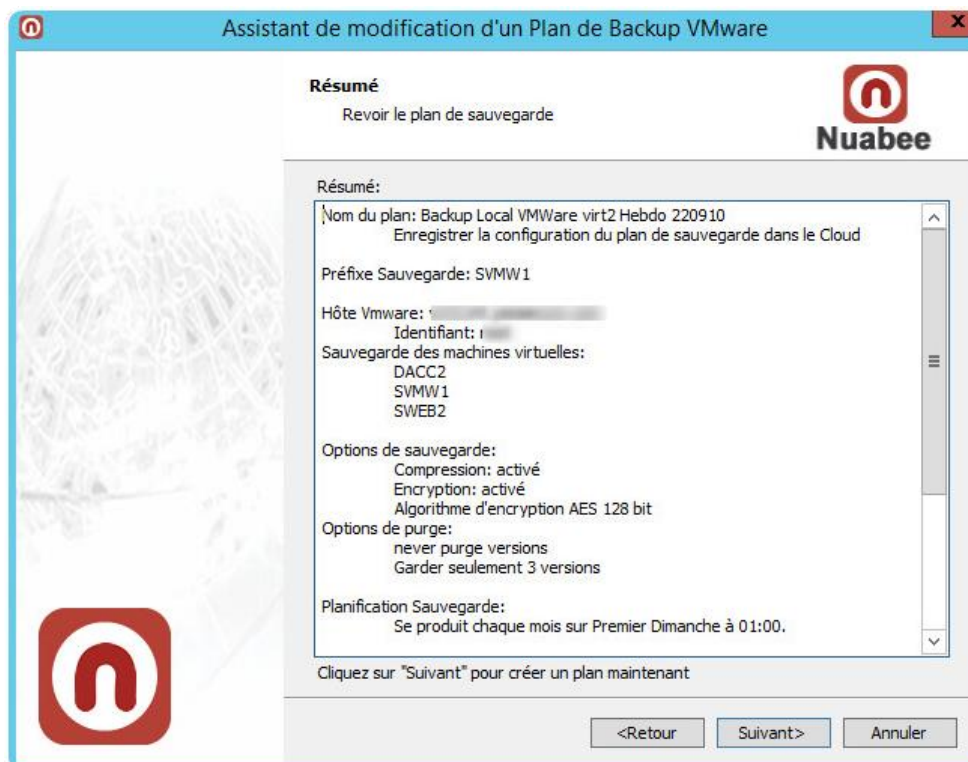 Assistant de modification d'un Plan de Backup VMware
x
Résumé
Revoir le plan de sauvegarde
Nuabee
Résumé:
Nom du plan: Backup Local VMWare virt2 Hebdo 220910
Enregistrer la configuration du plan de sauvegarde dans le Cloud
Préfixe Sauvegarde: SVMW1
Hôte Vmware:
Identifiant:
Sauvegarde des machines virtuelles:
DACC2
SVMW1
SWEB2
Options de sauvegarde:
Compression: activé
Encryption: activé
Algorithme d'encryption AES 128 bit
Options de purge:
never purge versions
Garder seulement 3 versions
Planification Sauvegarde:
Se produit chaque mois sur Premier Dimanche à 01:00.
Cliquez sur "Suivant" pour créer un plan maintenant
<Retour
Suivant>
Annuler